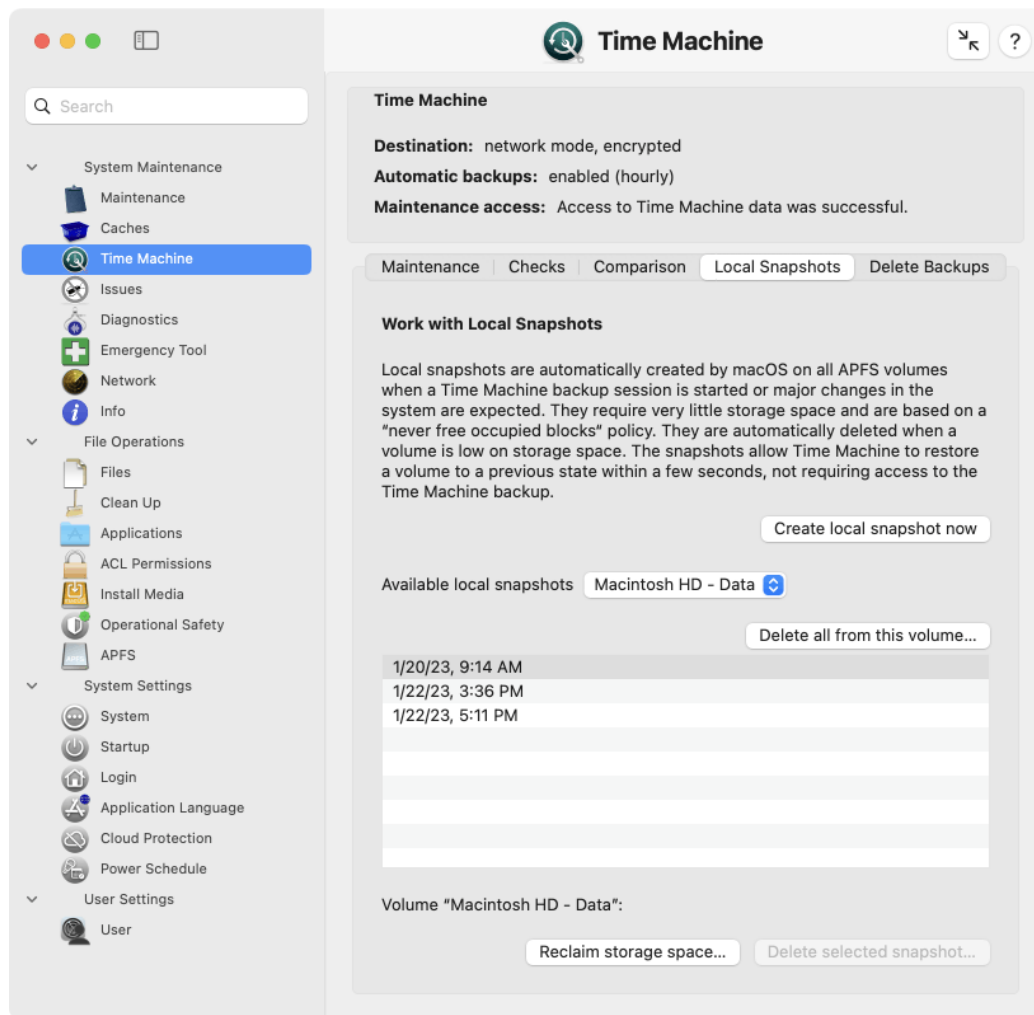 Time Machine
?
Search
System Maintenance
Maintenance
Caches
Time Machine
Issues
Diagnostics
Emergency Tool
Network
Info
File Operations
Files
Clean Up
Applications
ACL Permissions
Install Media
Operational Safety
APFS
System Settings
System
Startup
Login
Application Language
Cloud Protection
Power Schedule
User Settings
User
Time Machine
Destination: network mode, encrypted
Automatic backups: enabled (hourly)
Maintenance access: Access to Time Machine data was successful.
Maintenance Checks Comparison Local Snapshots Delete Backups
Work with Local Snapshots
Local snapshots are automatically created by macOS on all APFS volumes
when a Time Machine backup session is started or major changes in the
system are expected. They require very little storage space and are based on a
“never free occupied blocks” policy. They are automatically deleted when a
volume is low on storage space. The snapshots allow Time Machine to restore
a volume to a previous state within a few seconds, not requiring access to the
Time Machine backup.
Create local snapshot now
Available local snapshots Macintosh HD - Data
Delete all from this volume...
1/20/23, 9:14 AM
1/22/23, 3:36 PM
1/22/23, 5:11 PM
Volume “Macintosh HD - Data”:
Reclaim storage space... Delete selected snapshot...